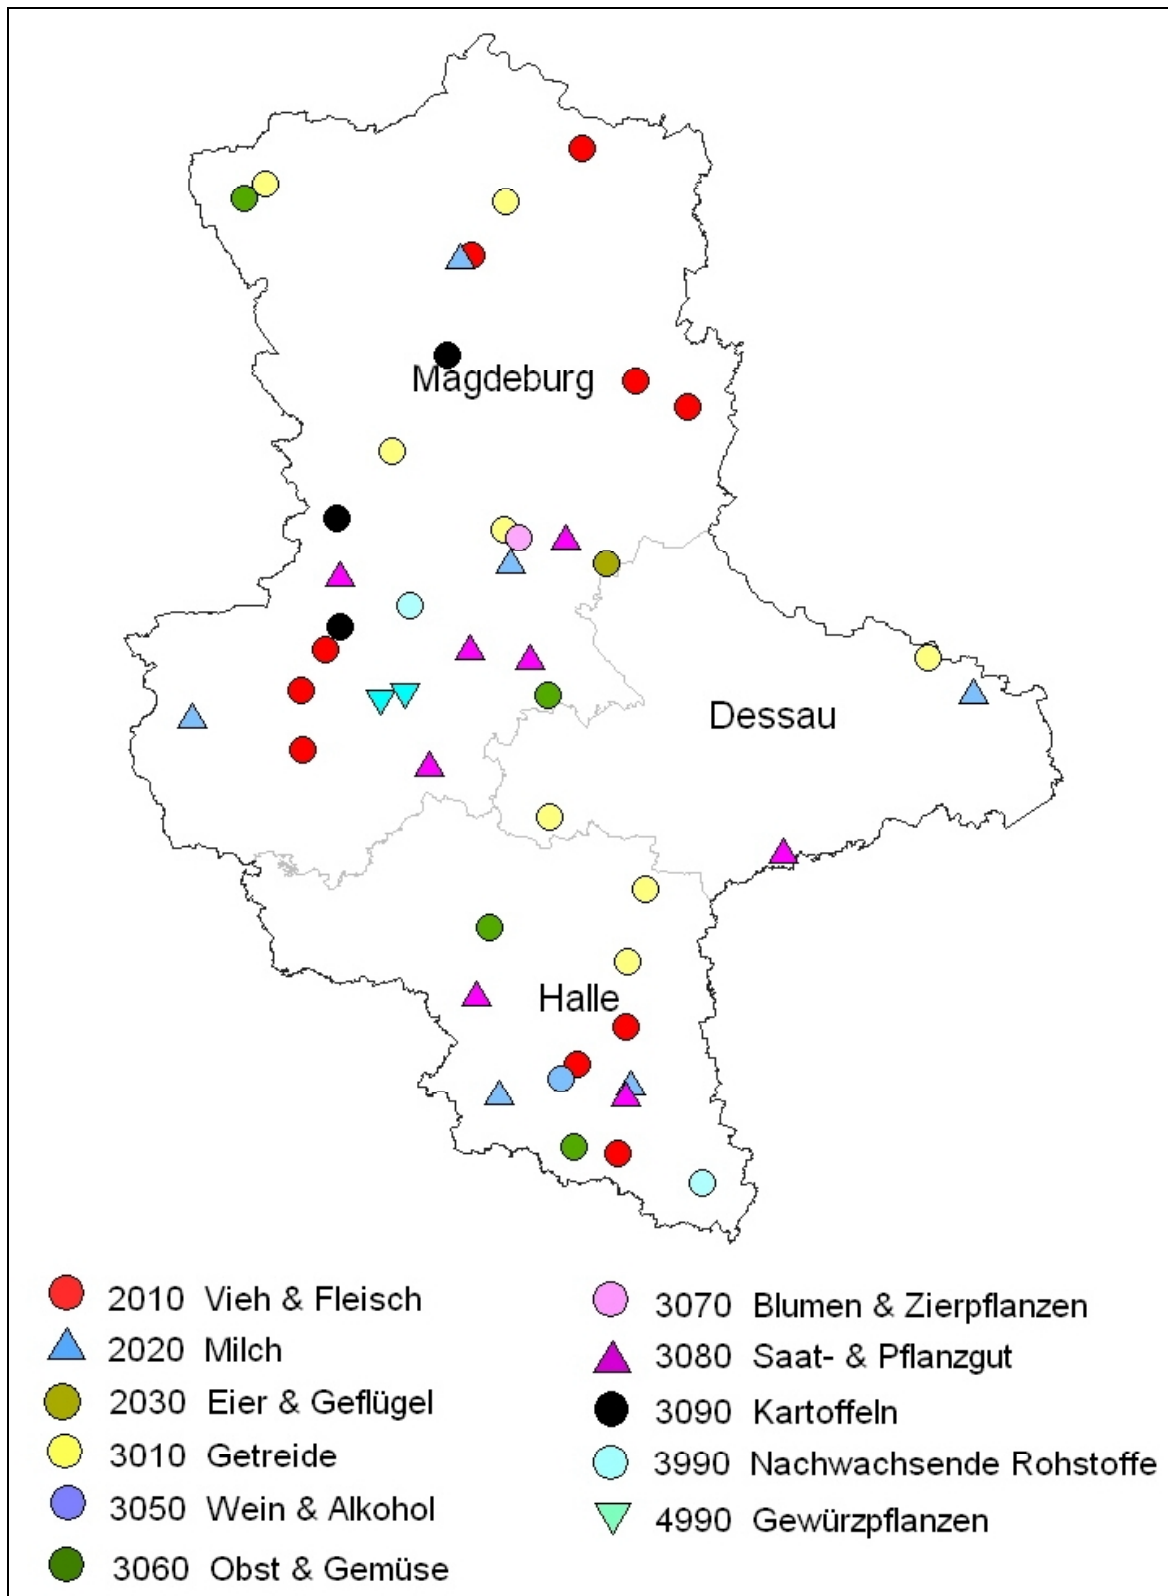 Magdeburg
Dessau
Halle
2010 Vieh & Fleisch
2020 Milch
2030 Eier & Geflügel
3010 Getreide
3050 Wein & Alkohol
3060 Obst & Gemüse
3070 Blumen & Zierpflanzen
3080 Saat- & Pflanzgut
3090 Kartoffeln
3990 Nachwachsende Rohstoffe
4990 Gewürzpflanzen